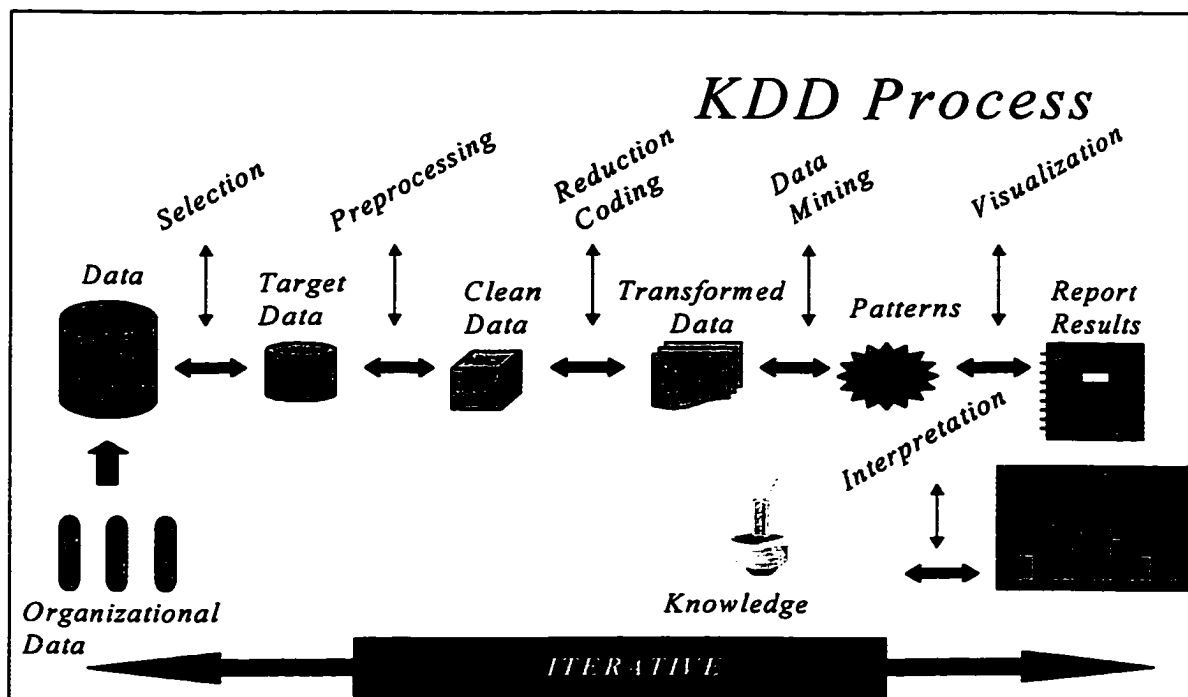 KDD Process
Selection
Preprocessing
Reduction
Coding
Data
Mining
Visualization
Data
Target
Data
Clean
Data
Transformed
Data
Patterns
Report
Results
Interpretation
Organizational
Data
Knowledge
ITERATIVE